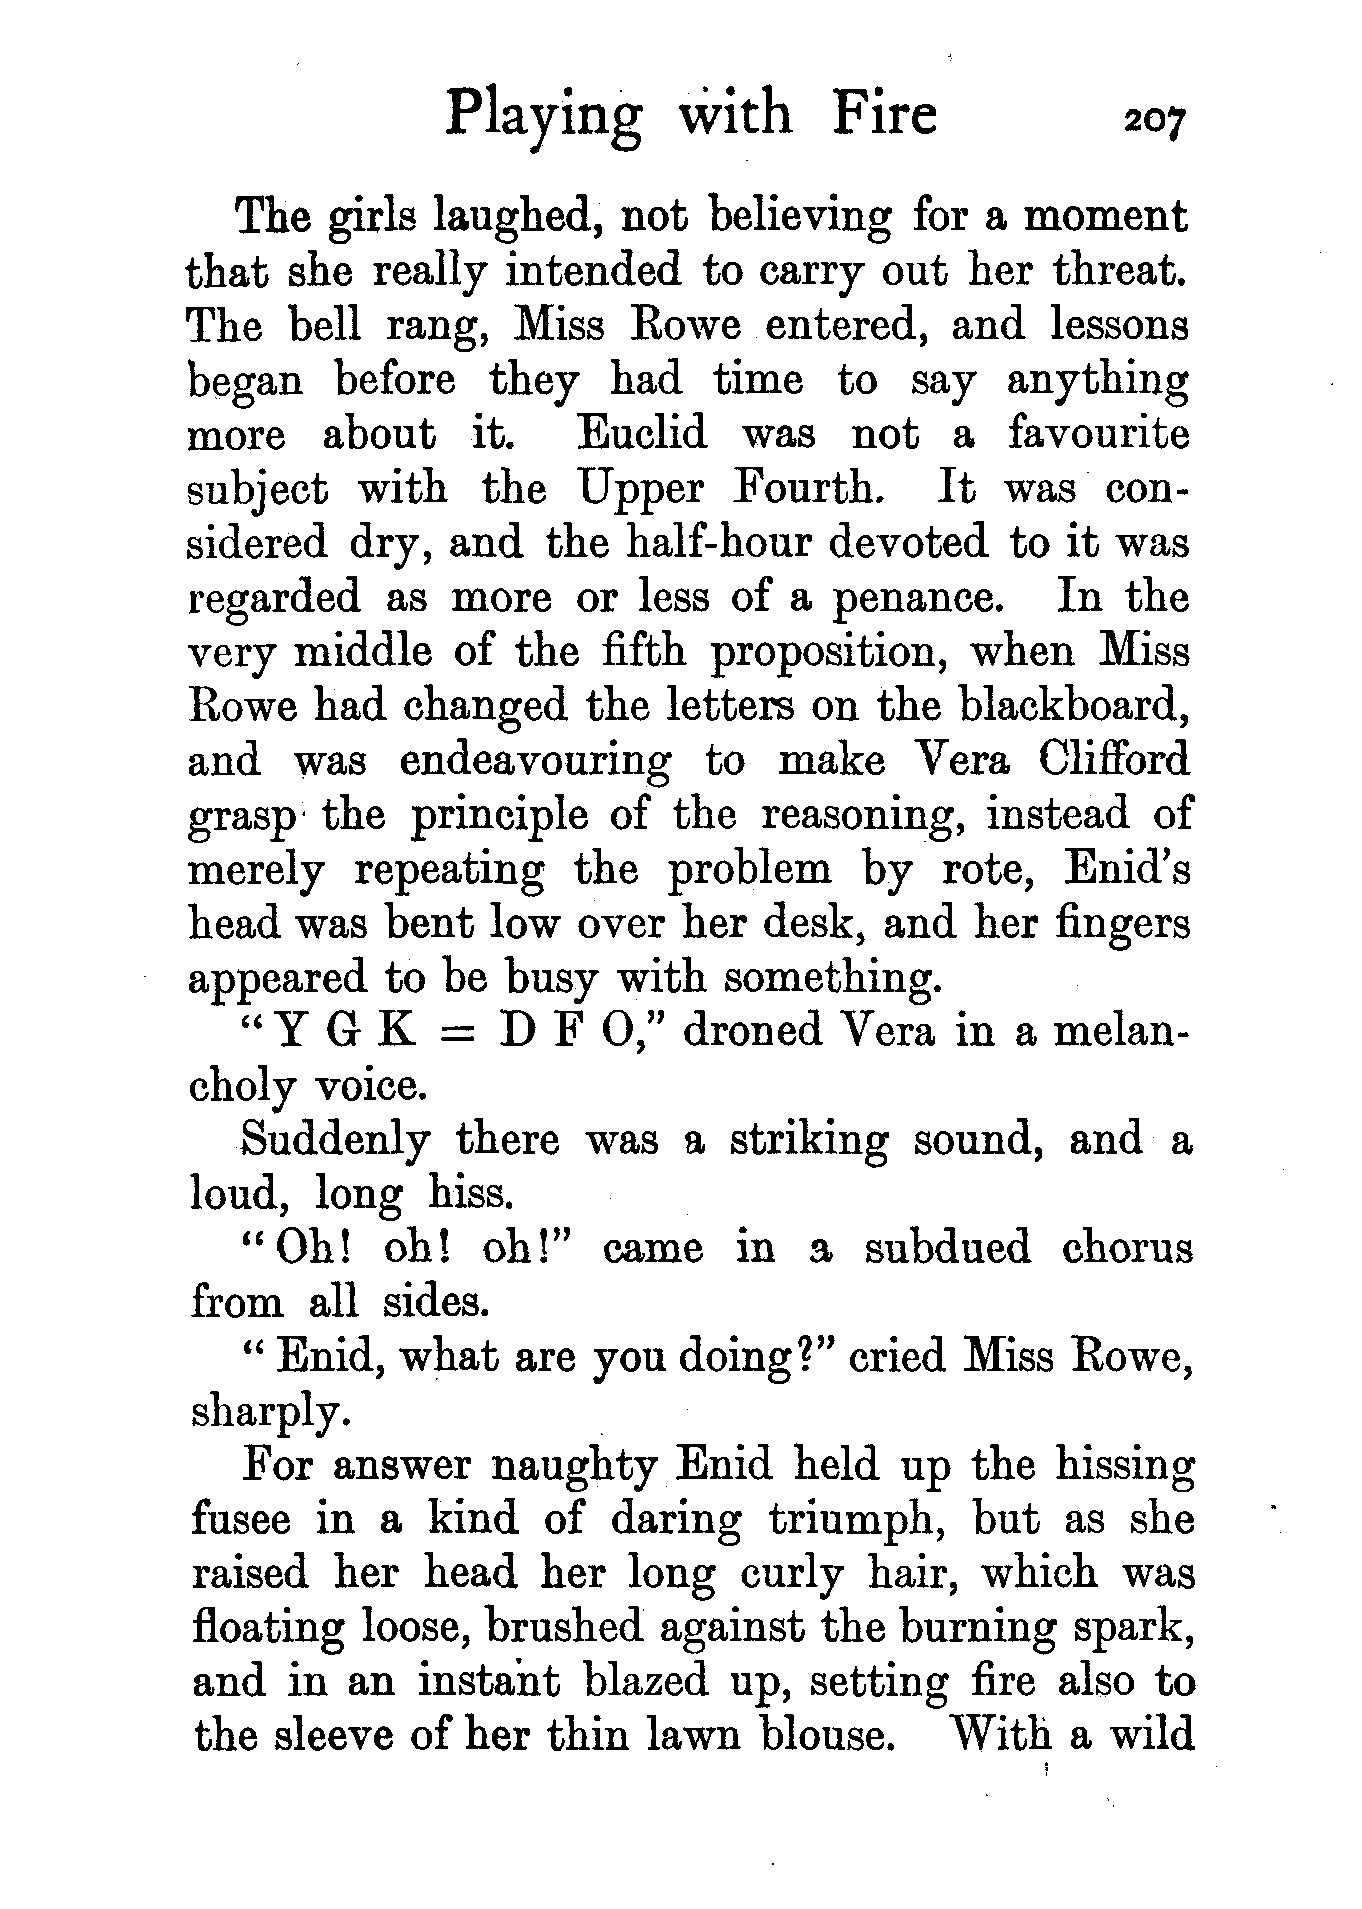 Playing with Fire 207
The girls laughed, not believing for a moment
that she really intended to carry out her threat.
The bell rang, Miss Rowe entered, and lessons
began before they had time to say anything
more about it. Euclid was not a favourite
subject with the Upper Fourth. It was con-
sidered dry, and the half-hour devoted to it was
regarded as more or less of a penance. In the
very middle of the fifth proposition, when Miss
Rowe had changed the letters on the blackboard,
and was endeavouring to make Vera Clifford
grasp the principle of the reasoning, instead of
merely repeating the problem by rote, Enid's
head was bent low over her desk, and her fingers
appeared to be busy with something.
"Y G K = D F O," droned Vera in a melan-
choly voice.
Suddenly there was a striking sound, and a
loud, long hiss.
"Oh! oh! oh!" came in a subdued chorus
from all sides.
"Enid, what are you doing?" cried Miss Rowe,
sharply.
For answer naughty Enid held up the hissing
fusee in a kind of daring triumph, but as she
raised her head her long curly hair, which was
floating loose, brushed against the burning spark,
and in an instant blazed up, setting fire also to
the sleeve of her thin lawn blouse. With a wild